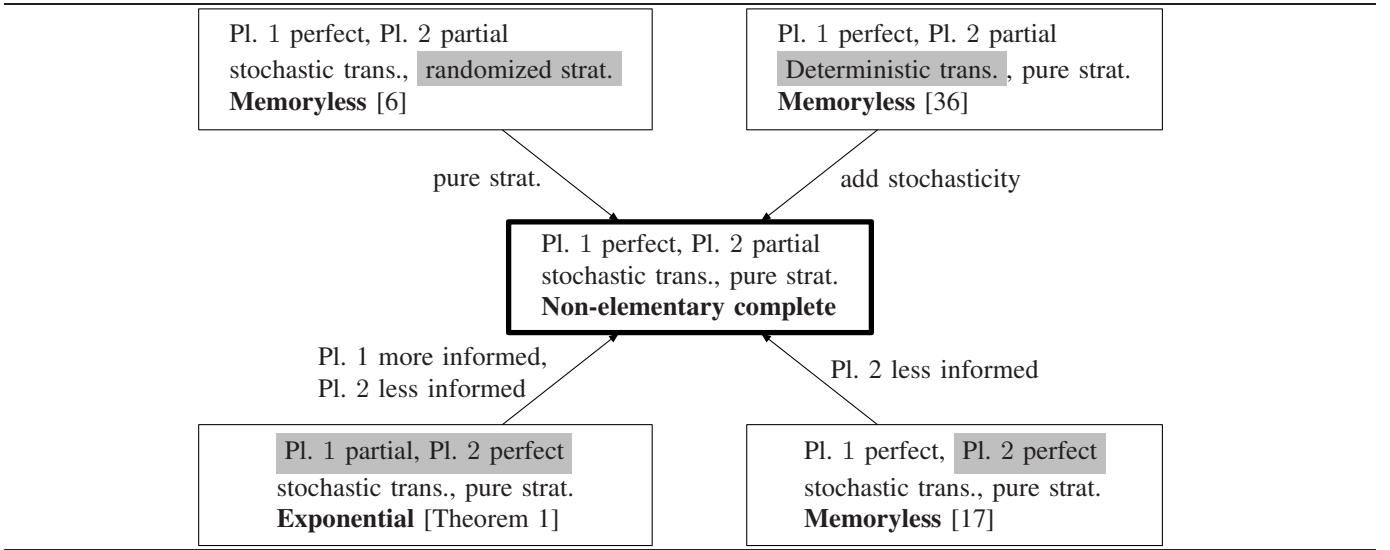 Pl. 1 perfect, Pl. 2 partial
stochastic trans., randomized strat.
Memoryless [6]
Pl. 1 perfect, Pl. 2 partial
Deterministic trans. , pure strat.
Memoryless [36]
pure strat.
add stochasticity
Pl. 1 perfect, Pl. 2 partial
stochastic trans., pure strat.
Non-elementary complete
Pl. 1 more informed,
Pl. 2 less informed
Pl. 2 less informed
Pl. 1 partial, Pl. 2 perfect
stochastic trans., pure strat.
Exponential [Theorem 1]
Pl. 1 perfect, Pl. 2 perfect
stochastic trans., pure strat.
Memoryless [17]